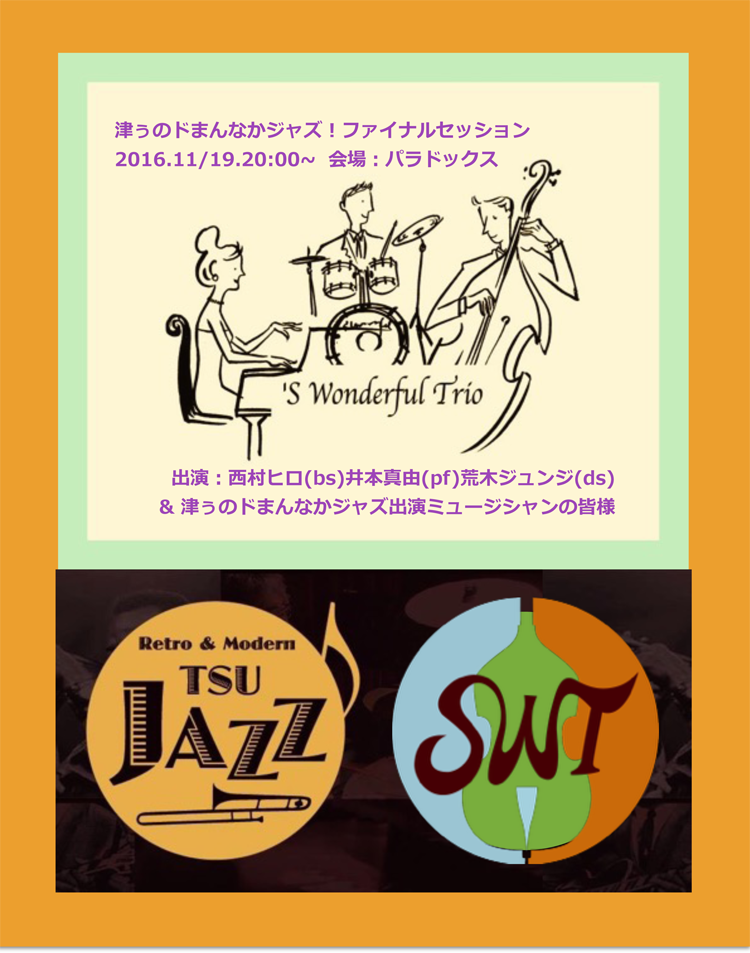 津ぅのドまんなかジャズ！ファイナルセッション
2016.11/19.20:00~ 会場：パラドックス
'S Wonderful Trio
出演：西村ヒロ(bs)井本真由(pf)荒木ジュンジ(ds)
& 津ぅのドまんなかジャズ出演ミュージシャンの皆様
Retro & Modern
TSU
JAZZ
SWT